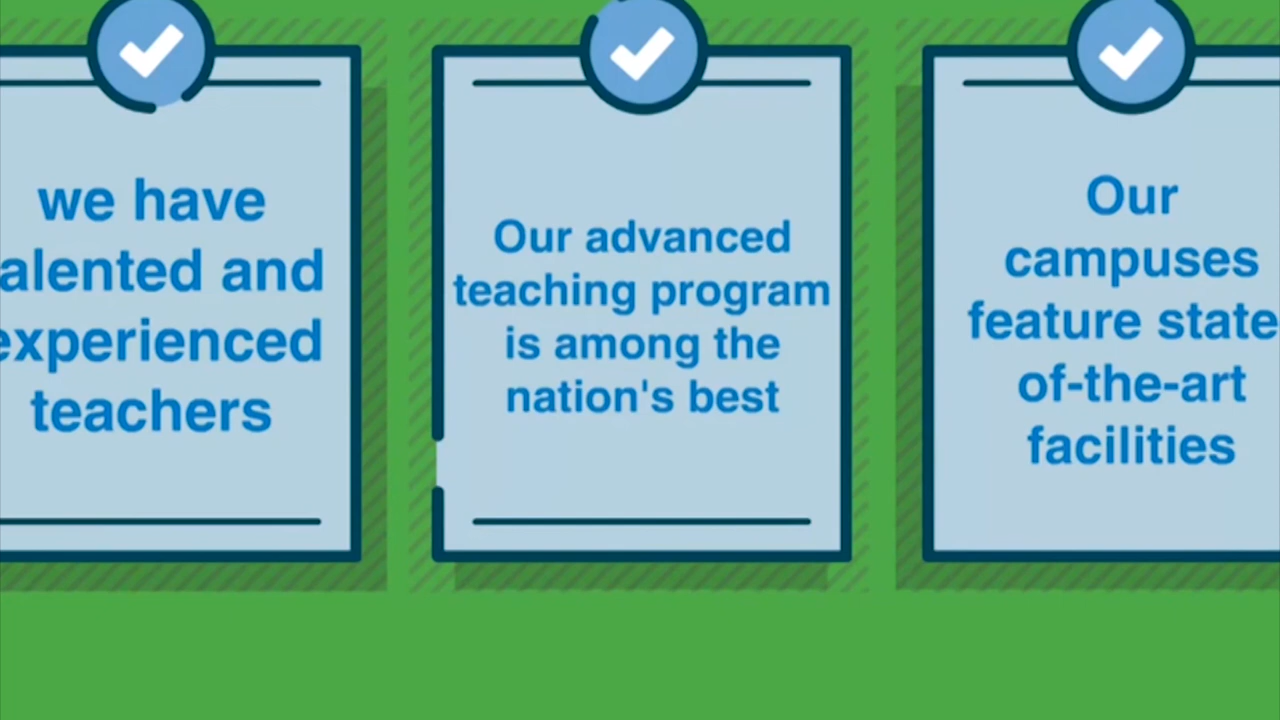 we have
alented and
experienced
teachers
Our advanced
teaching program
is among the
nation's best
Our
campuses
feature state
of-the-art
facilities